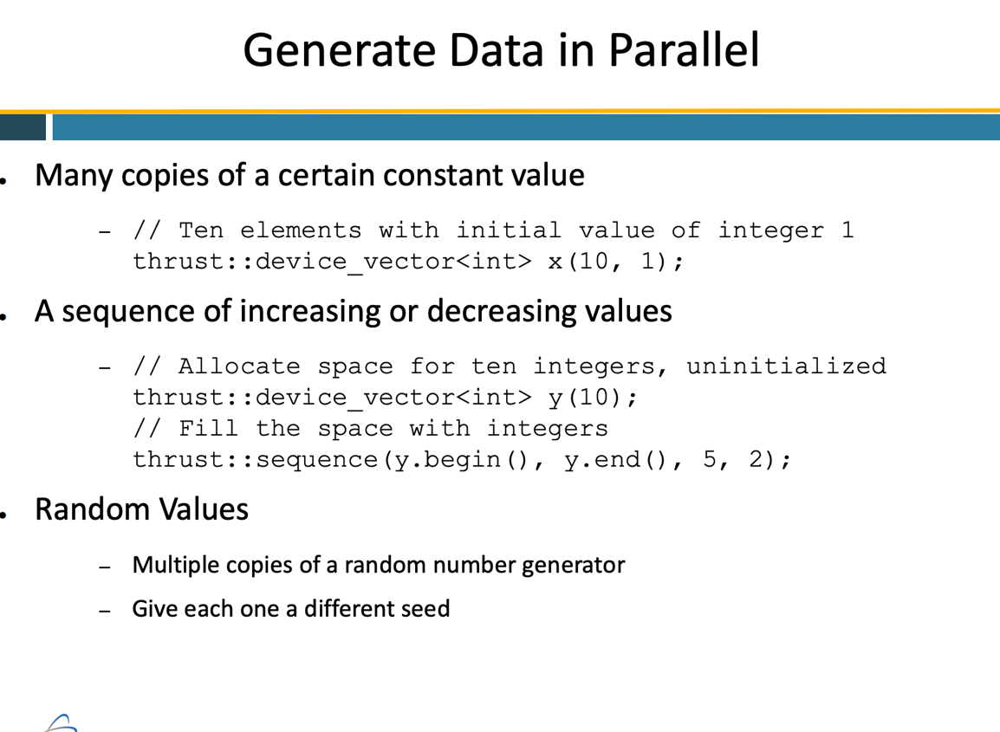 Generate Data in Parallel
• Many copies of a certain constant value
– // Ten elements with initial value of integer 1
thrust::device_vector<int> x(10, 1);
• A sequence of increasing or decreasing values
– // Allocate space for ten integers, uninitialized
thrust::device_vector<int> y(10);
// Fill the space with integers
thrust::sequence(y.begin(), y.end(), 5, 2);
• Random Values
– Multiple copies of a random number generator
– Give each one a different seed